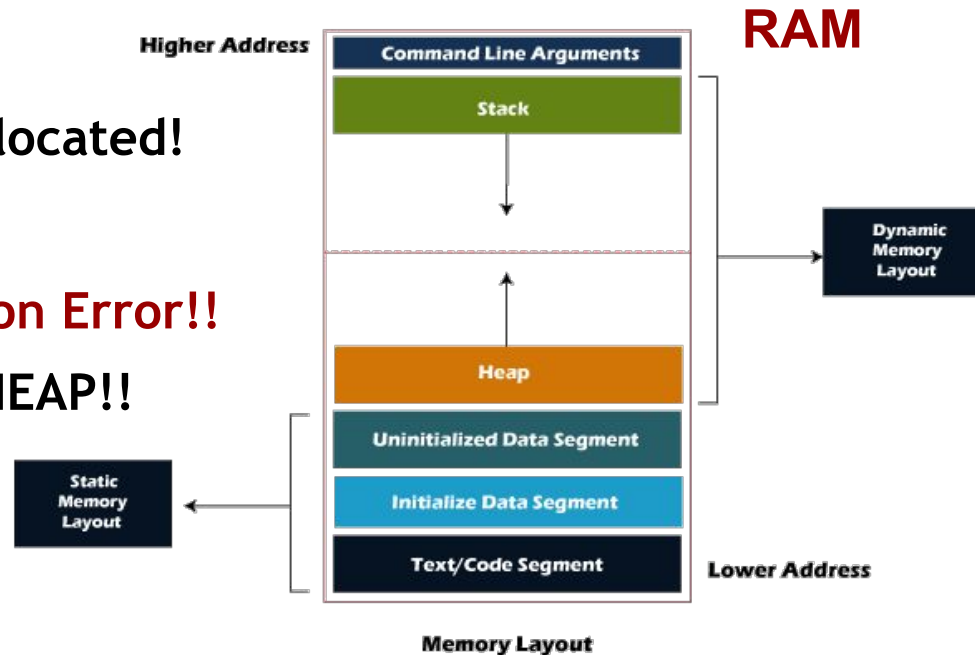 RAM
Higher Address
Command Line Arguments
Stack
located!
Dynamic
Memory
Layout
on Error!!
Heap
HEAP!!
Uninitialized Data Segment
Static
Memory
Layout
Initialize Data Segment
Text/Code Segment
Lower Address
Memory Layout